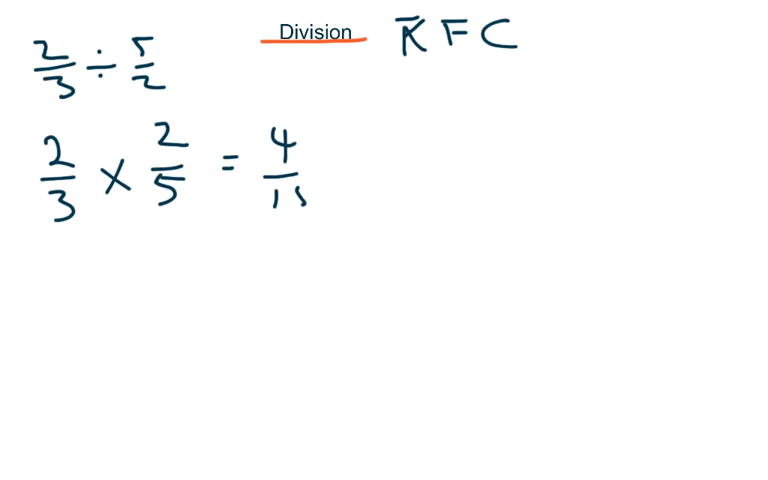 Division KFC
2/3 ÷ 5/2
2/3 × 2/5 = 4/15